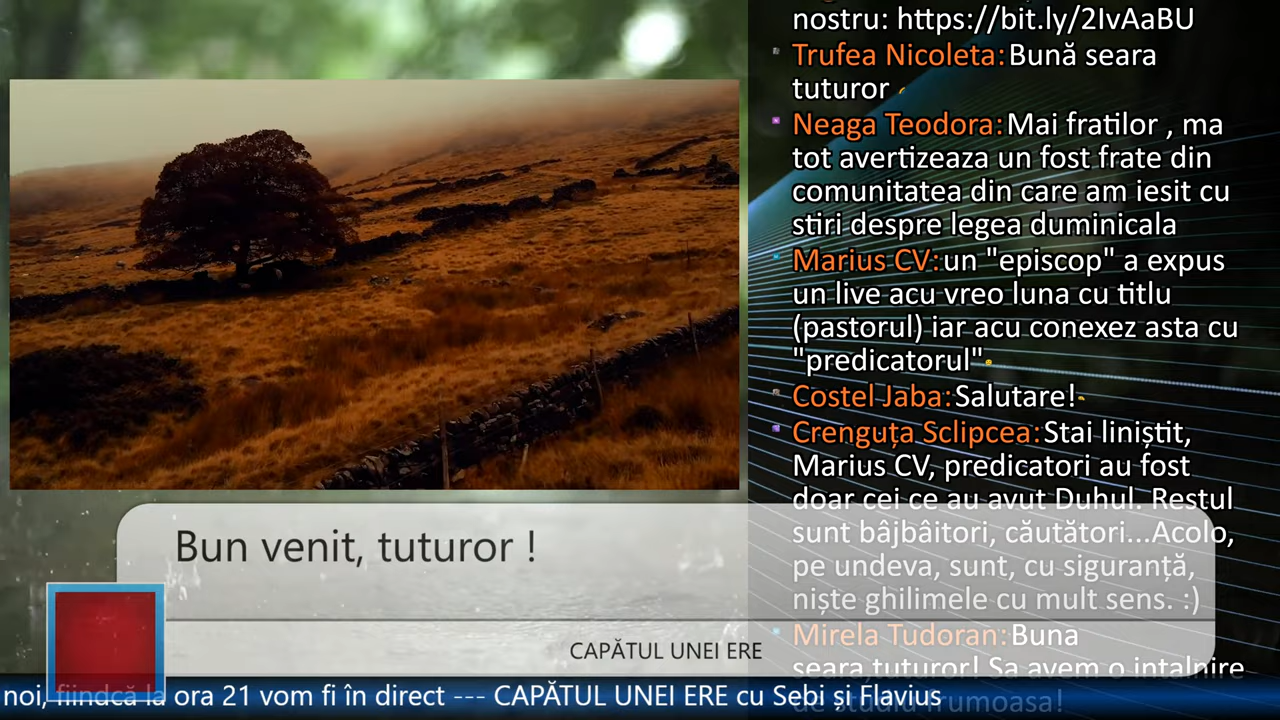 nostru: https://bit.ly/2IvAaBU
Trufea Nicoleta: Bună seara
tuturor
Neaga Teodora: Mai fratilor , ma
tot avertizeaza un fost frate din
comunitatea din care am iesit cu
stiri despre legea duminicala
Marius CV: un "episcop" a expus
un live acu vreo luna cu titlu
(pastorul) iar acu conexez asta cu
"predicatorul"
Costel Jaba: Salutare!
Crenguța Sclipcea: Stai liniștit,
Marius CV, predicatori au fost
doar cei ce au avut Duhul. Restul
sunt bâjbâitori, căutători...Acolo,
pe undeva, sunt, cu siguranță,
niște ghilimele cu mult sens. :)
Mirela Tudoran: Buna
seara tuturor! Sa avem o intalnire
de studiu frumoasa!
Bun venit, tuturor !
CAPĂTUL UNEI ERE
noi, fiindcă la ora 21 vom fi în direct --- CAPĂTUL UNEI ERE cu Sebi și Flavius